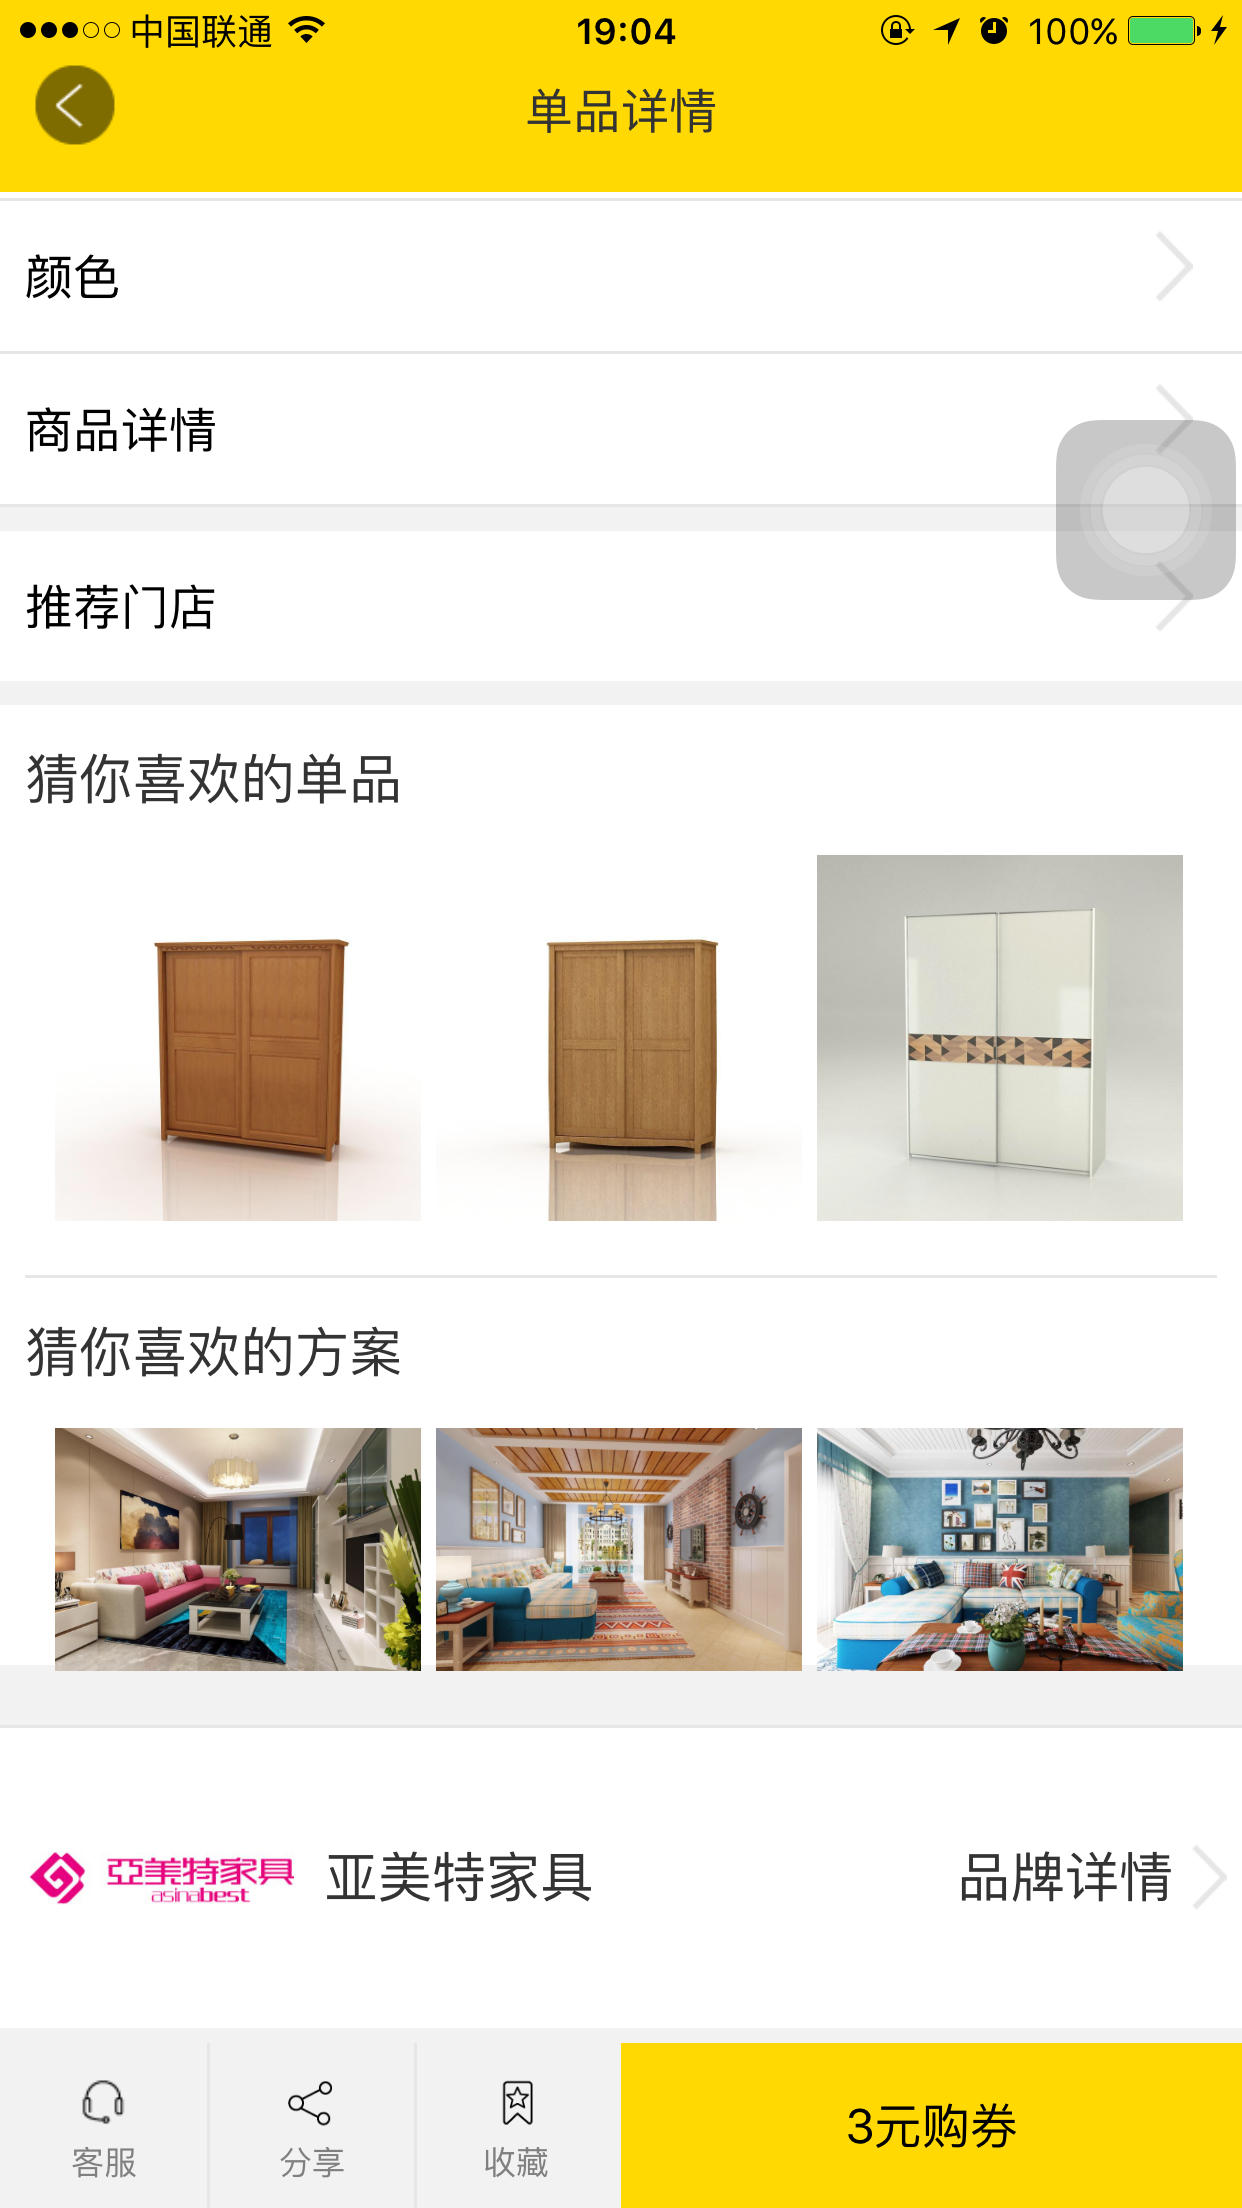 中国联通 19:04 100%
单品详情
颜色
商品详情
推荐门店
猜你喜欢的单品
猜你喜欢的方案
亞美特家具
asinabest
亚美特家具 品牌详情
客服 分享 收藏 3元购券